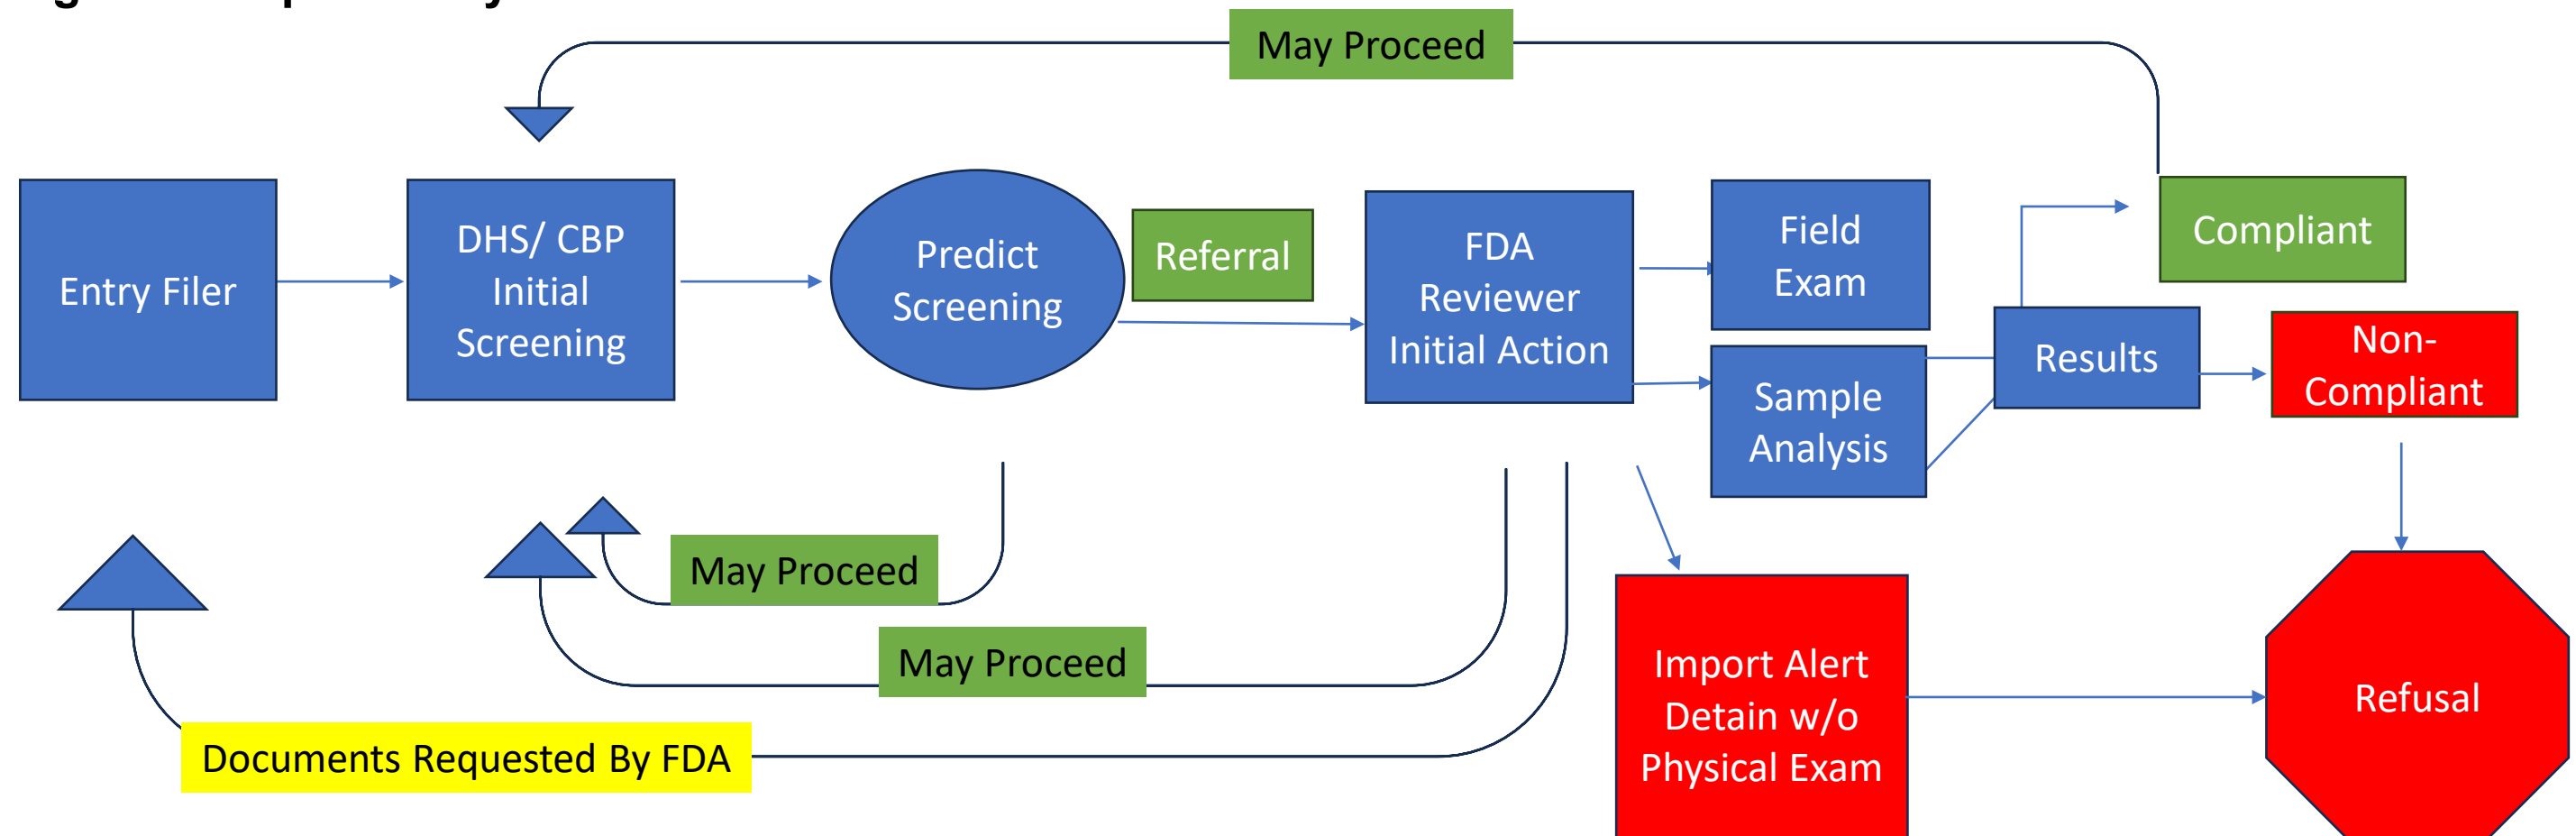 May Proceed
Entry Filer
DHS/ CBP
Initial
Screening
Predict
Screening
Referral
FDA
Reviewer
Initial Action
Field
Exam
Sample
Analysis
Results
Compliant
Non-
Compliant
May Proceed
May Proceed
Documents Requested By FDA
Import Alert
Detain w/o
Physical Exam
Refusal